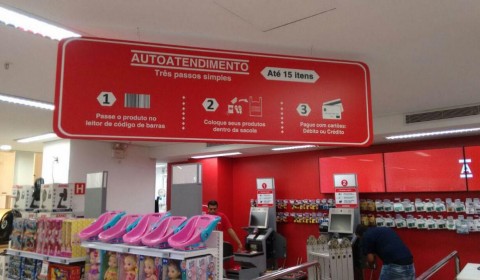 AUTOATENDIMENTO
Três passos simples
Até 15 itens
1
Passe o produto no
leitor de código de barras
2
Coloque seus produtos
dentro da sacola
3
Pague com cartão:
Débito ou Crédito
H